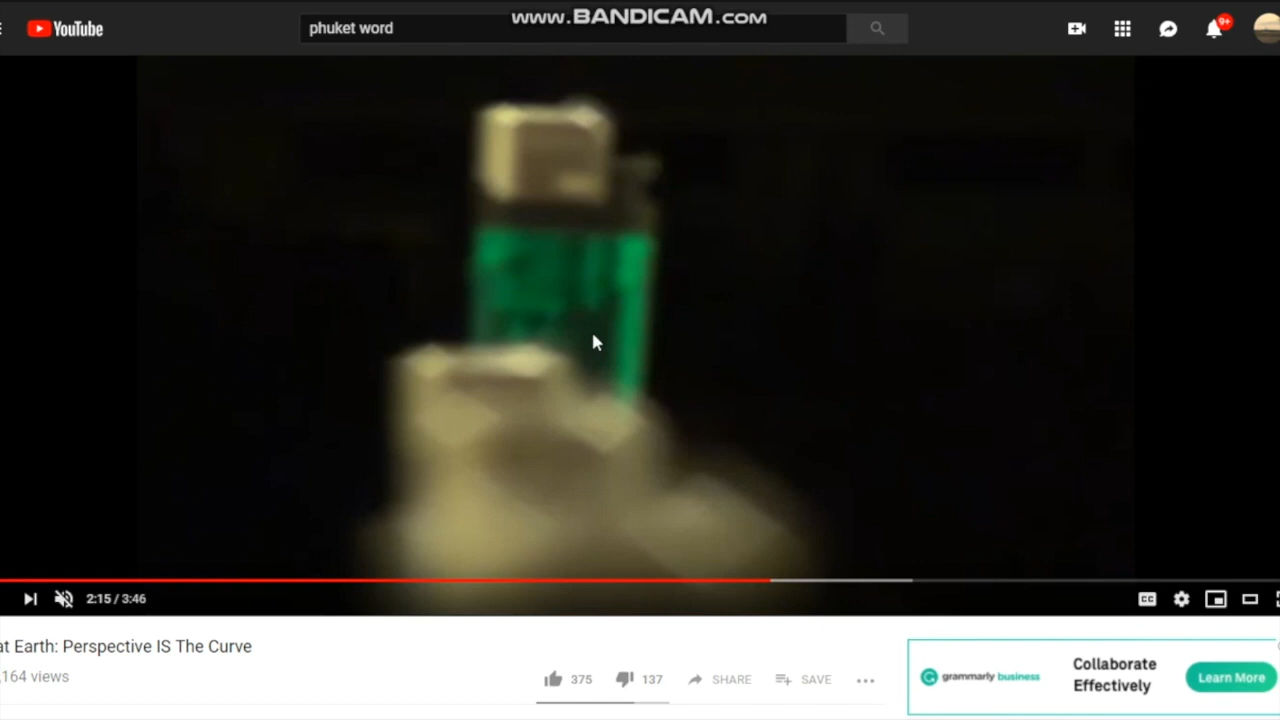 www.BANDICAM.com
YouTube
phuket word
9+
2:15 / 3:46
CC
at Earth: Perspective IS The Curve
,164 views
375
137
SHARE
SAVE
grammarly business
Collaborate
Effectively
Learn More